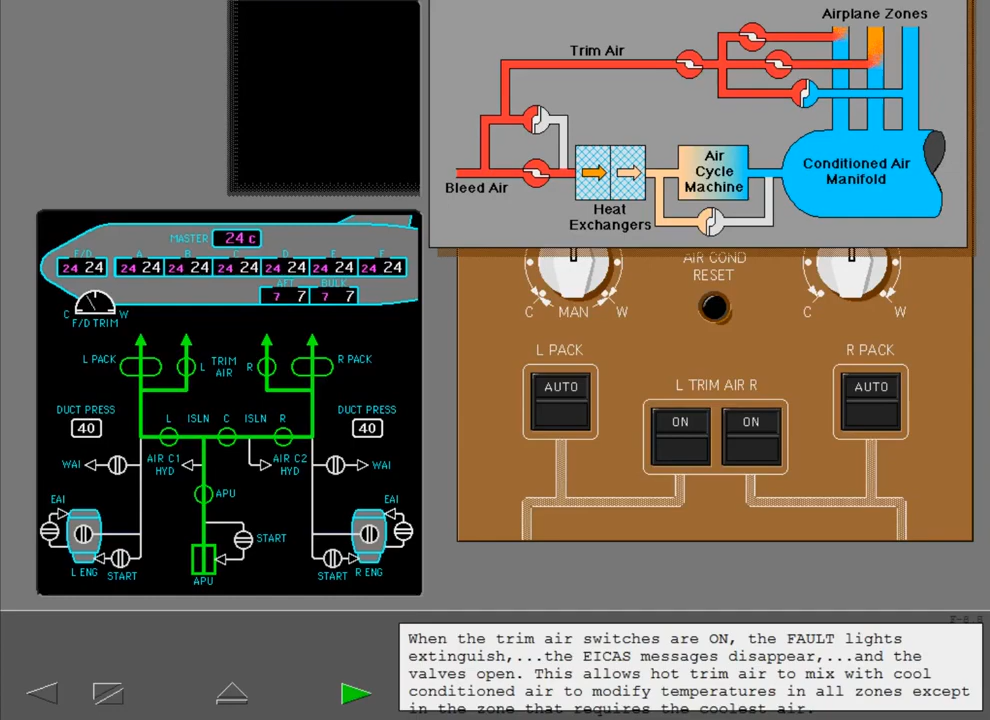 Airplane Zones
Trim Air
Bleed Air
Heat
Exchangers
Air
Cycle
Machine
Conditioned Air
Manifold
MASTER 24 C
F/D A B C D E F
24 24 24 24 24 24 24 24 24 24 24 24 24 24
AFT BULK
7 7 7 7
C W
F/D TRIM
L PACK L TRIM AIR R R PACK
DUCT PRESS
40
L ISLN C ISLN R
DUCT PRESS
40
WAI
AIR C1
HYD
AIR C2
HYD
WAI
APU
EAI
START
EAI
L ENG START
APU
START R ENG
C MAN W
AIR COND
RESET
C W
L PACK
AUTO
L TRIM AIR R
ON ON
R PACK
AUTO
When the trim air switches are ON, the FAULT lights
extinguish,...the EICAS messages disappear,...and the
valves open. This allows hot trim air to mix with cool
conditioned air to modify temperatures in all zones except
in the zone that requires the coolest air.